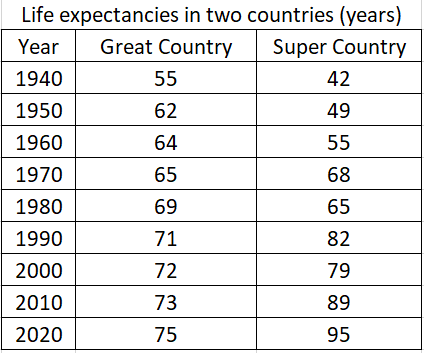 Life expectancies in two countries (years)
Year Great Country Super Country
1940 55 42
1950 62 49
1960 64 55
1970 65 68
1980 69 65
1990 71 82
2000 72 79
2010 73 89
2020 75 95